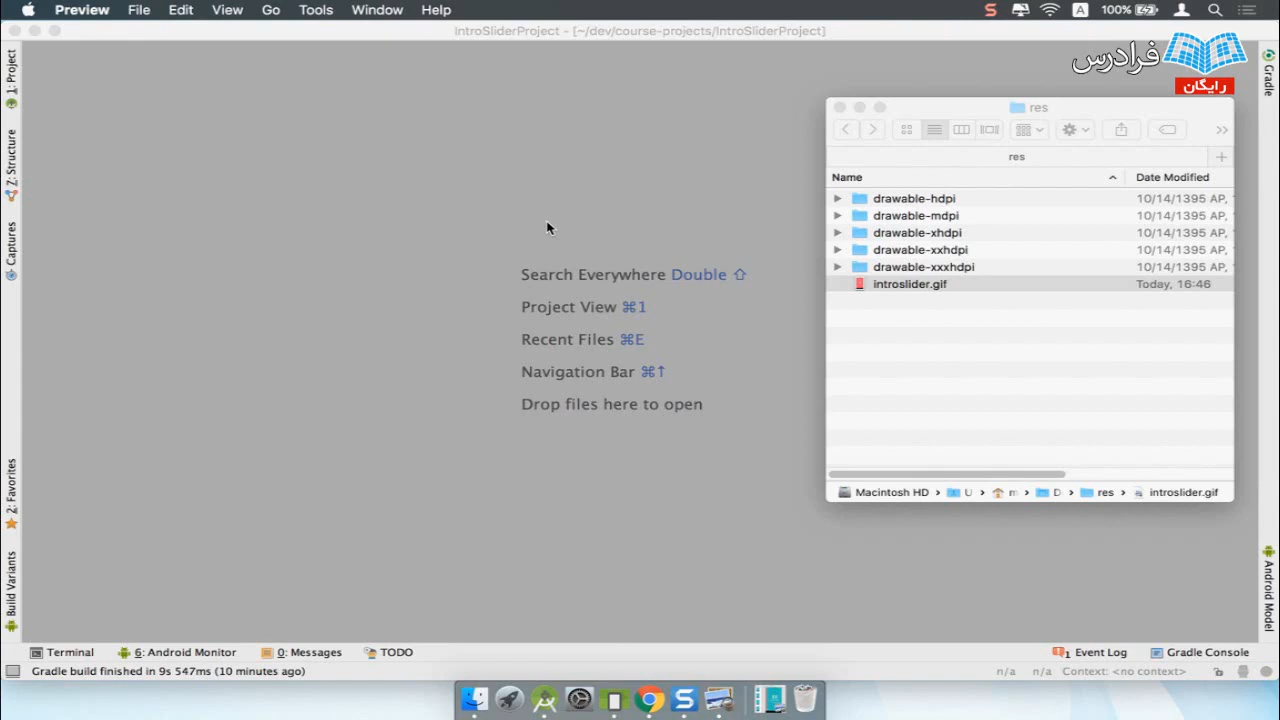 Preview File Edit View Go Tools Window Help A 100%
IntroSliderProject - [~/dev/course-projects/IntroSliderProject]
فرادرس
رایگان
1: Project
Z: Structure
Captures
2: Favorites
Build Variants
Gradle
Android Model
Search Everywhere Double ⇧
Project View ⌘1
Recent Files ⌘E
Navigation Bar ⌘↑
Drop files here to open
res
res
Name Date Modified
drawable-hdpi 10/14/1395 AP,
drawable-mdpi 10/14/1395 AP,
drawable-xhdpi 10/14/1395 AP,
drawable-xxhdpi 10/14/1395 AP,
drawable-xxxhdpi 10/14/1395 AP,
introslider.gif Today, 16:46
Macintosh HD › U › m › D › res › introslider.gif
Terminal 6: Android Monitor 0: Messages TODO 1 Event Log Gradle Console
Gradle build finished in 9s 547ms (10 minutes ago) n/a n/a Context: <no context>